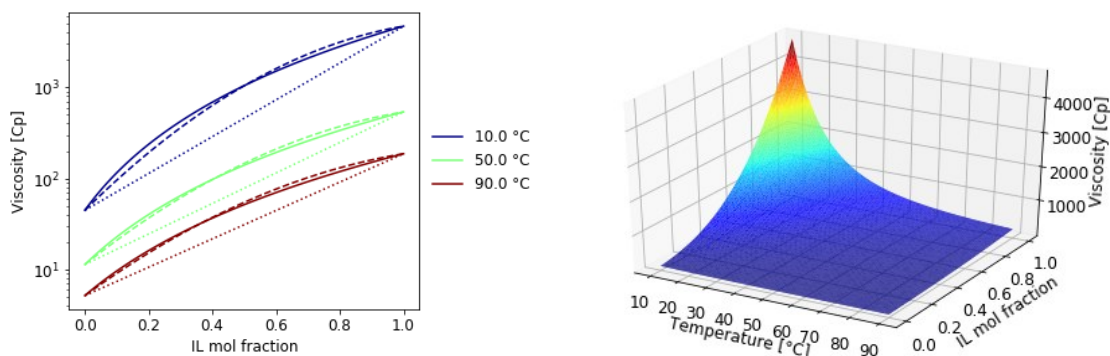 Viscosity [Cp]
10³
10²
10¹
0.0 0.2 0.4 0.6 0.8 1.0
IL mol fraction
10.0 °C
50.0 °C
90.0 °C
4000
3000
2000
1000
Viscosity [Cp]
10 20 30 40 50 60 70 80 90
Temperature [°C]
0.0 0.2 0.4 0.6 0.8 1.0
IL mol fraction